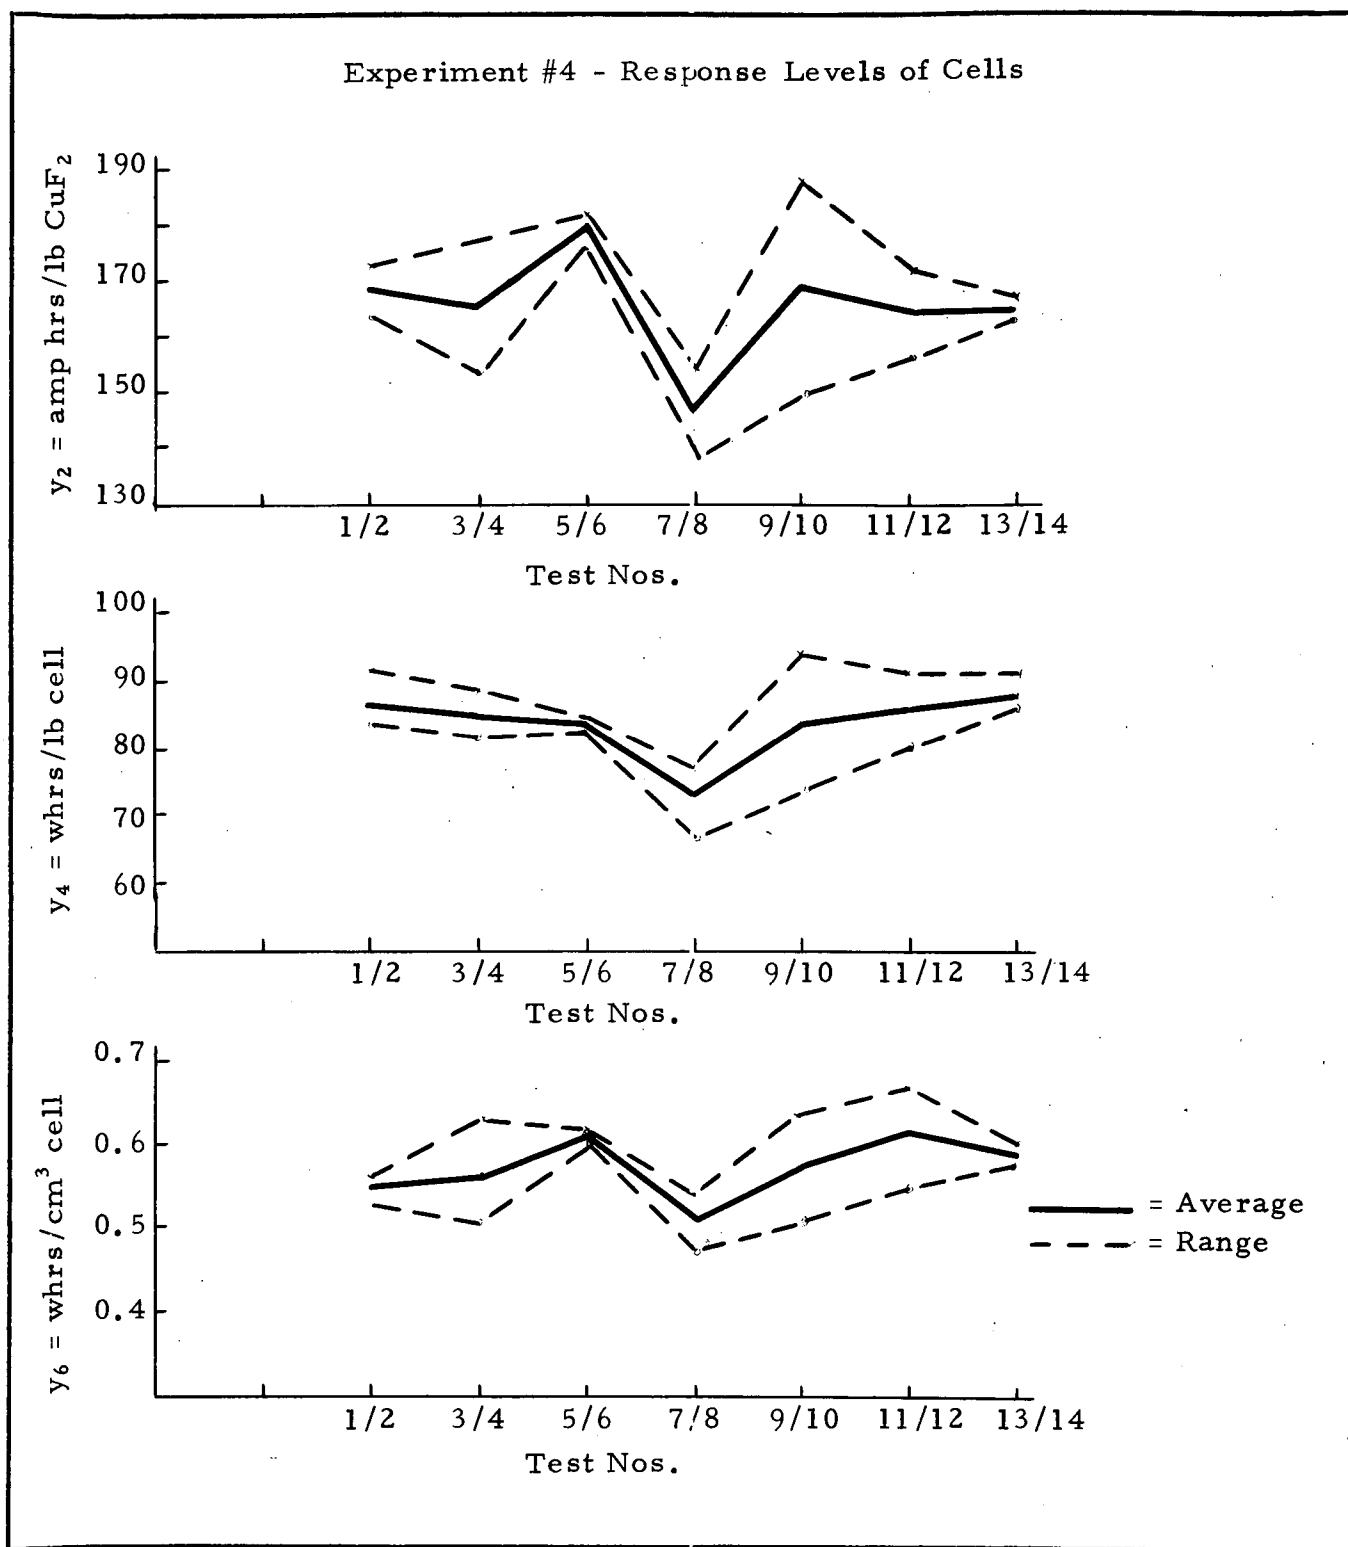 Experiment #4 - Response Levels of Cells
y₂ = amp hrs/lb CuF₂
190
170
150
130
1/2 3/4 5/6 7/8 9/10 11/12 13/14
Test Nos.
y₄ = whrs/lb cell
100
90
80
70
60
1/2 3/4 5/6 7/8 9/10 11/12 13/14
Test Nos.
y₆ = whrs/cm³ cell
0.7
0.6
0.5
0.4
= Average
= Range
1/2 3/4 5/6 7/8 9/10 11/12 13/14
Test Nos.